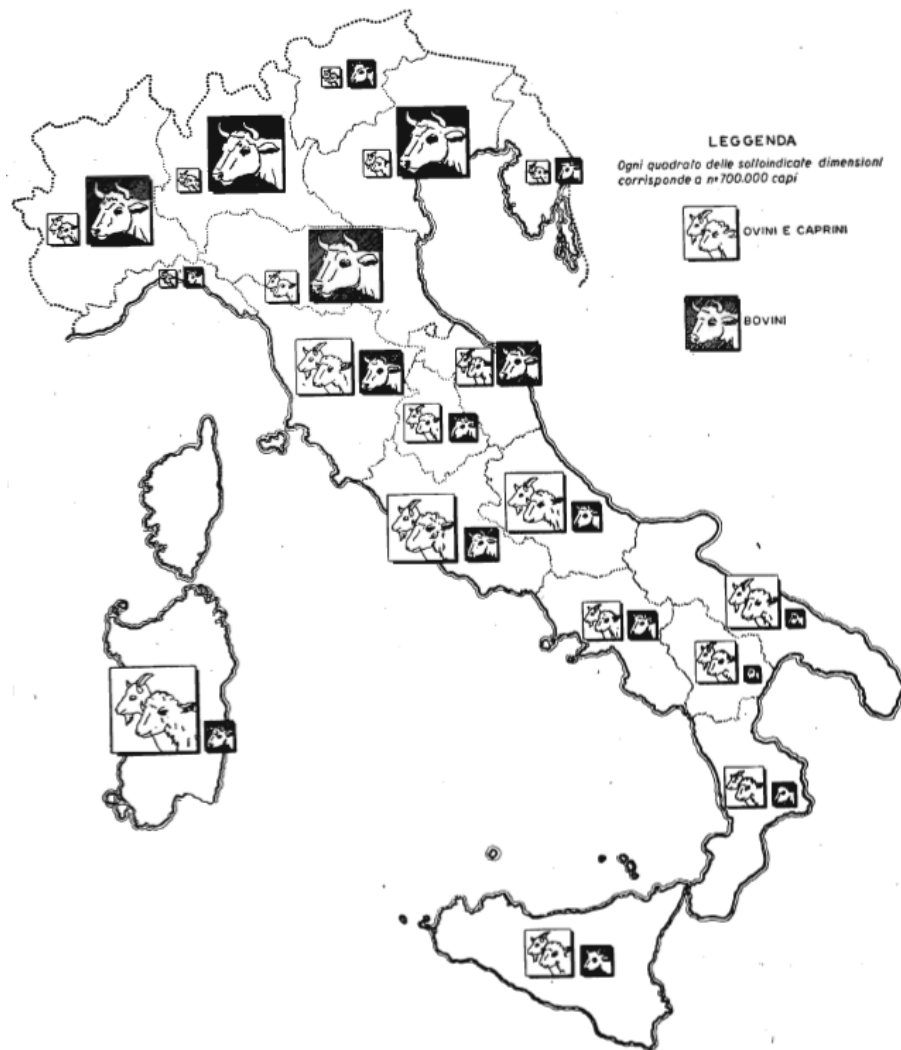 LEGGENDA
Ogni quadrato delle sottoindicate dimensioni
corrisponde a n° 700.000 capi
OVINI E CAPRINI
BOVINI